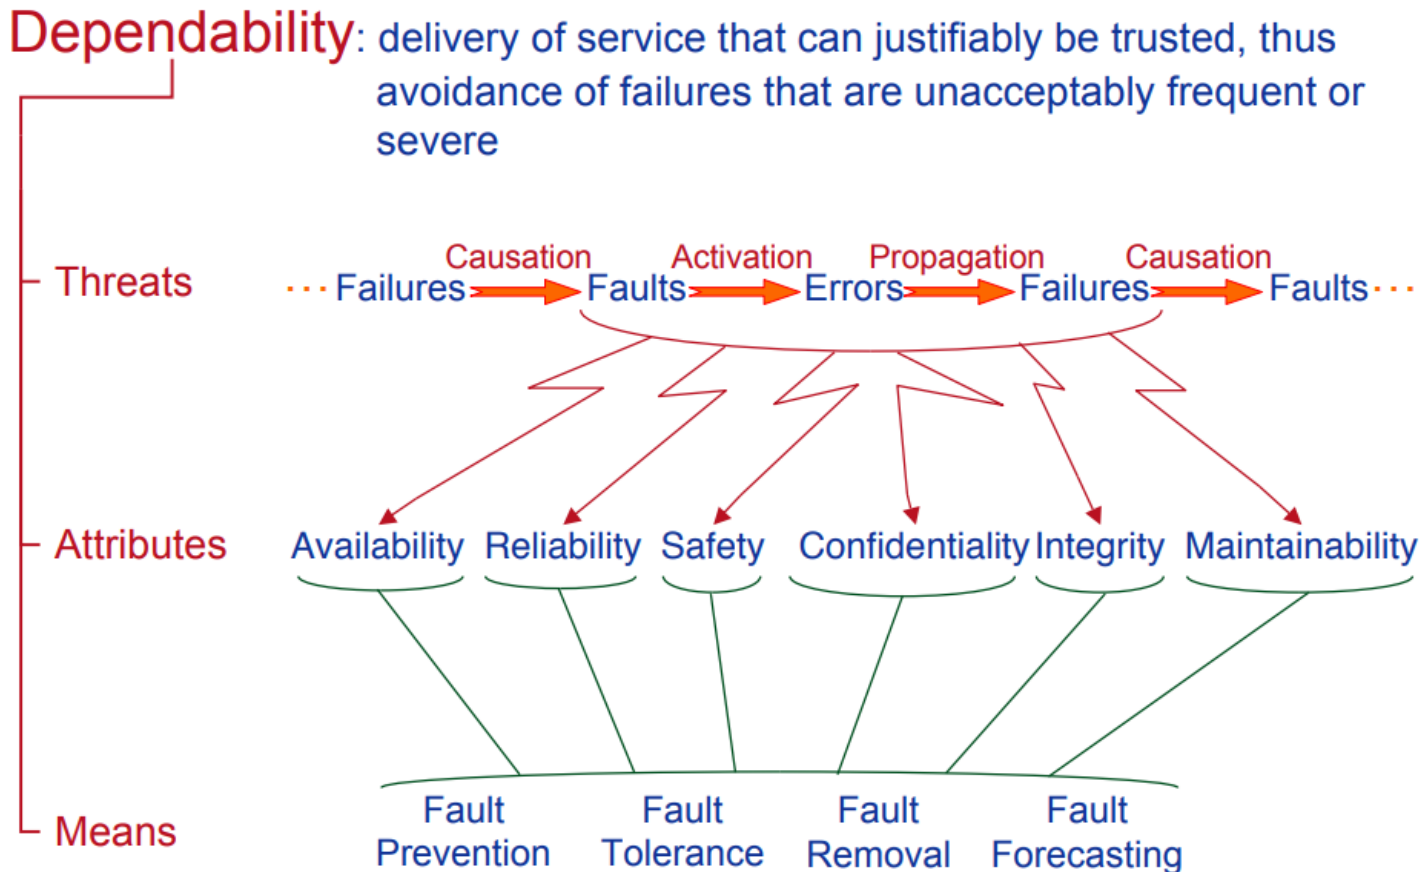 Dependability: delivery of service that can justifiably be trusted, thus
avoidance of failures that are unacceptably frequent or
severe
Causation Activation Propagation Causation
Threats ··· Failures Faults Errors Failures Faults ···
Attributes Availability Reliability Safety Confidentiality Integrity Maintainability
Fault Fault Fault Fault
Means Prevention Tolerance Removal Forecasting